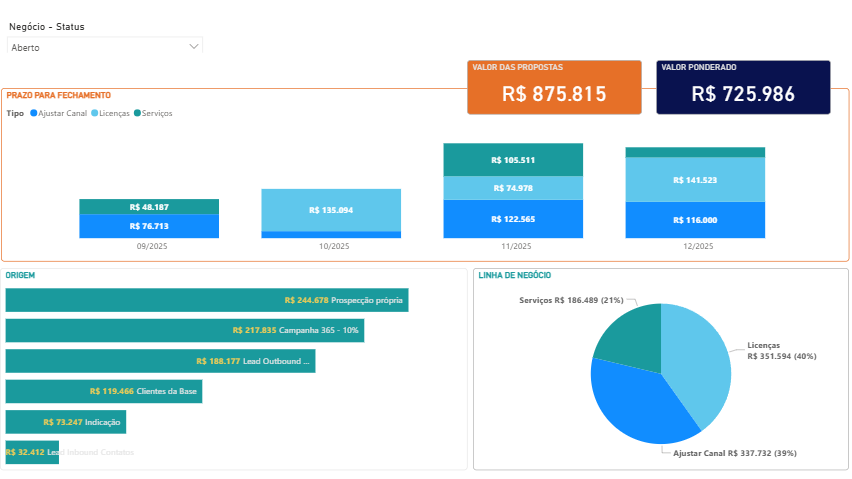 Negócio - Status
Aberto
VALOR DAS PROPOSTAS
R$ 875.815
VALOR PONDERADO
R$ 725.986
PRAZO PARA FECHAMENTO
Tipo Ajustar Canal Licenças Serviços
R$ 48.187
R$ 76.713
09/2025
R$ 135.094
10/2025
R$ 105.511
R$ 74.978
R$ 122.565
11/2025
R$ 141.523
R$ 116.000
12/2025
ORIGEM
R$ 244.678 Prospecção própria
R$ 217.835 Campanha 365 - 10%
R$ 188.177 Lead Outbound ...
R$ 119.466 Clientes da Base
R$ 73.247 Indicação
R$ 32.412 Lead Inbound Contatos
LINHA DE NEGÓCIO
Serviços R$ 186.489 (21%)
Licenças
R$ 351.594 (40%)
Ajustar Canal R$ 337.732 (39%)